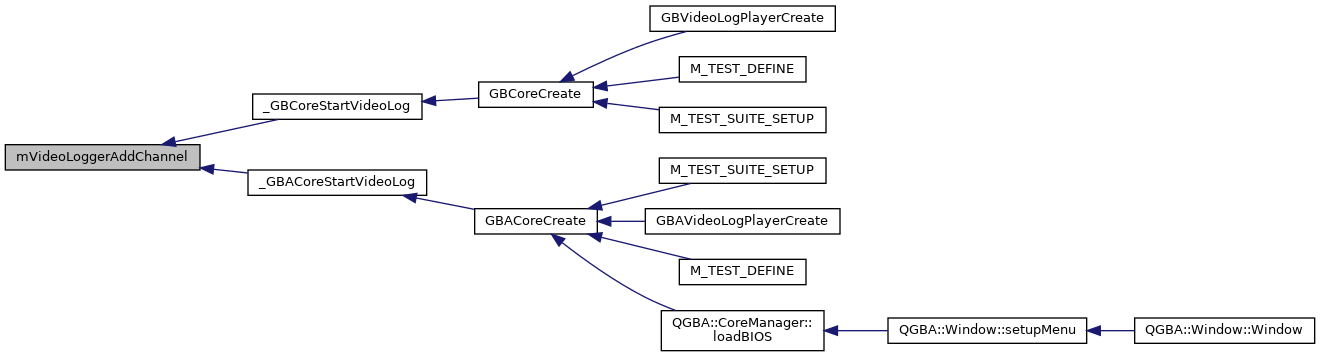 GBVideoLogPlayerCreate
M_TEST_DEFINE
GBCoreCreate
_GBCoreStartVideoLog
M_TEST_SUITE_SETUP
mVideoLoggerAddChannel
M_TEST_SUITE_SETUP
_GBACoreStartVideoLog
GBACoreCreate
GBAVideoLogPlayerCreate
M_TEST_DEFINE
QGBA::CoreManager::
loadBIOS
QGBA::Window::setupMenu
QGBA::Window::Window